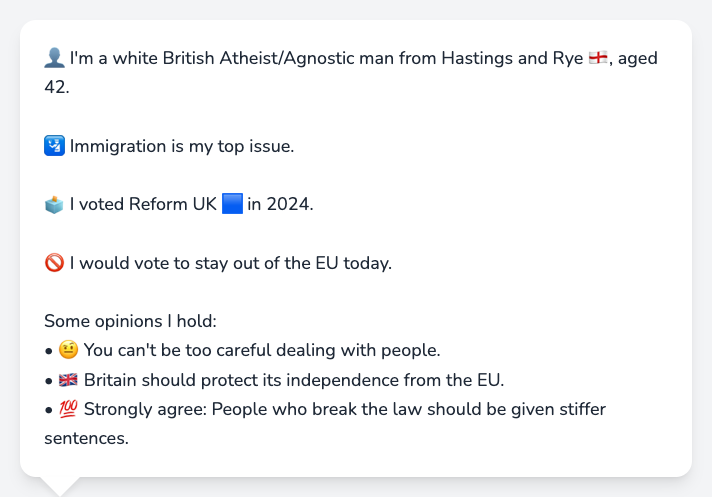 👤 I'm a white British Atheist/Agnostic man from Hastings and Rye 🏴󠁧󠁢󠁥󠁮󠁧󠁿, aged
42.
🛂 Immigration is my top issue.
🗳️ I voted Reform UK 🟦 in 2024.
🚫 I would vote to stay out of the EU today.
Some opinions I hold:
• 🤨 You can't be too careful dealing with people.
• 🇬🇧 Britain should protect its independence from the EU.
• 💯 Strongly agree: People who break the law should be given stiffer
sentences.